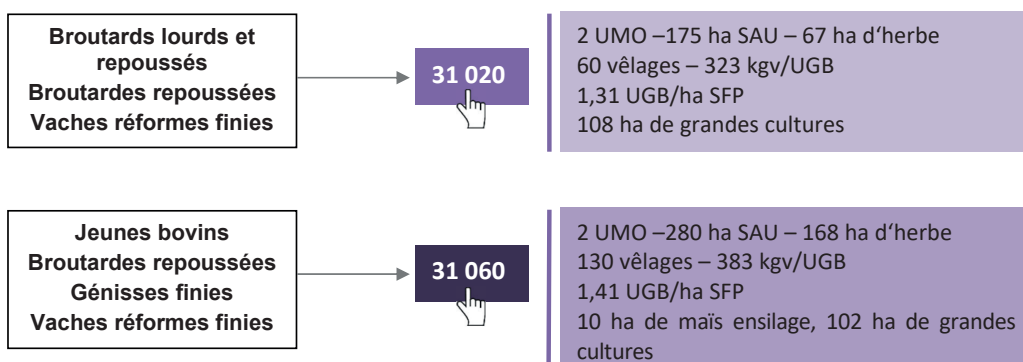 Broutards lourds et
repoussés
Broutardes repoussées
Vaches réformes finies
31 020
2 UMO –175 ha SAU – 67 ha d‘herbe
60 vêlages – 323 kgv/UGB
1,31 UGB/ha SFP
108 ha de grandes cultures
Jeunes bovins
Broutardes repoussées
Génisses finies
Vaches réformes finies
31 060
2 UMO –280 ha SAU – 168 ha d‘herbe
130 vêlages – 383 kgv/UGB
1,41 UGB/ha SFP
10 ha de maïs ensilage, 102 ha de grandes
cultures